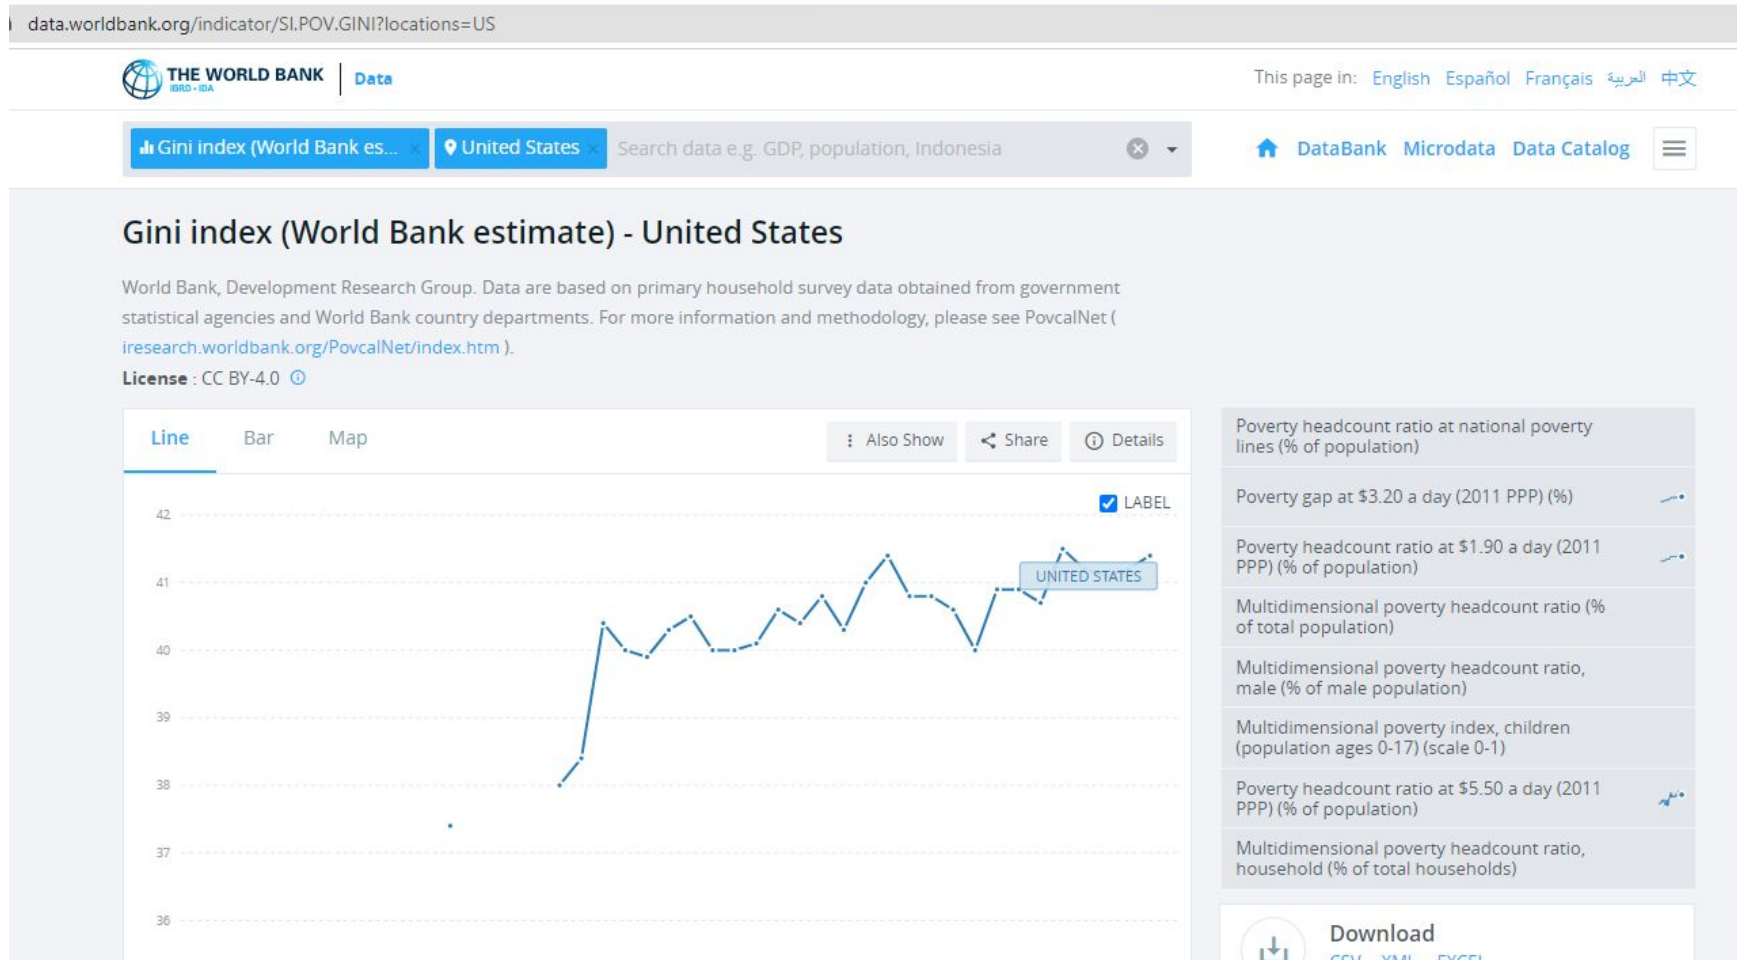 data.worldbank.org/indicator/SI.POV.GINI?locations=US
THE WORLD BANK
IBRD • IDA
Data
This page in: English Español Français العربية 中文
Gini index (World Bank es... ×
United States ×
Search data e.g. GDP, population, Indonesia
DataBank Microdata Data Catalog
Gini index (World Bank estimate) - United States
World Bank, Development Research Group. Data are based on primary household survey data obtained from government
statistical agencies and World Bank country departments. For more information and methodology, please see PovcalNet (
iresearch.worldbank.org/PovcalNet/index.htm ).
License : CC BY-4.0
Line Bar Map
Also Show Share Details
LABEL
42
41
40
39
38
37
36
UNITED STATES
Poverty headcount ratio at national poverty
lines (% of population)
Poverty gap at $3.20 a day (2011 PPP) (%)
Poverty headcount ratio at $1.90 a day (2011
PPP) (% of population)
Multidimensional poverty headcount ratio (%
of total population)
Multidimensional poverty headcount ratio,
male (% of male population)
Multidimensional poverty index, children
(population ages 0-17) (scale 0-1)
Poverty headcount ratio at $5.50 a day (2011
PPP) (% of population)
Multidimensional poverty headcount ratio,
household (% of total households)
Download
CSV XML EXCEL